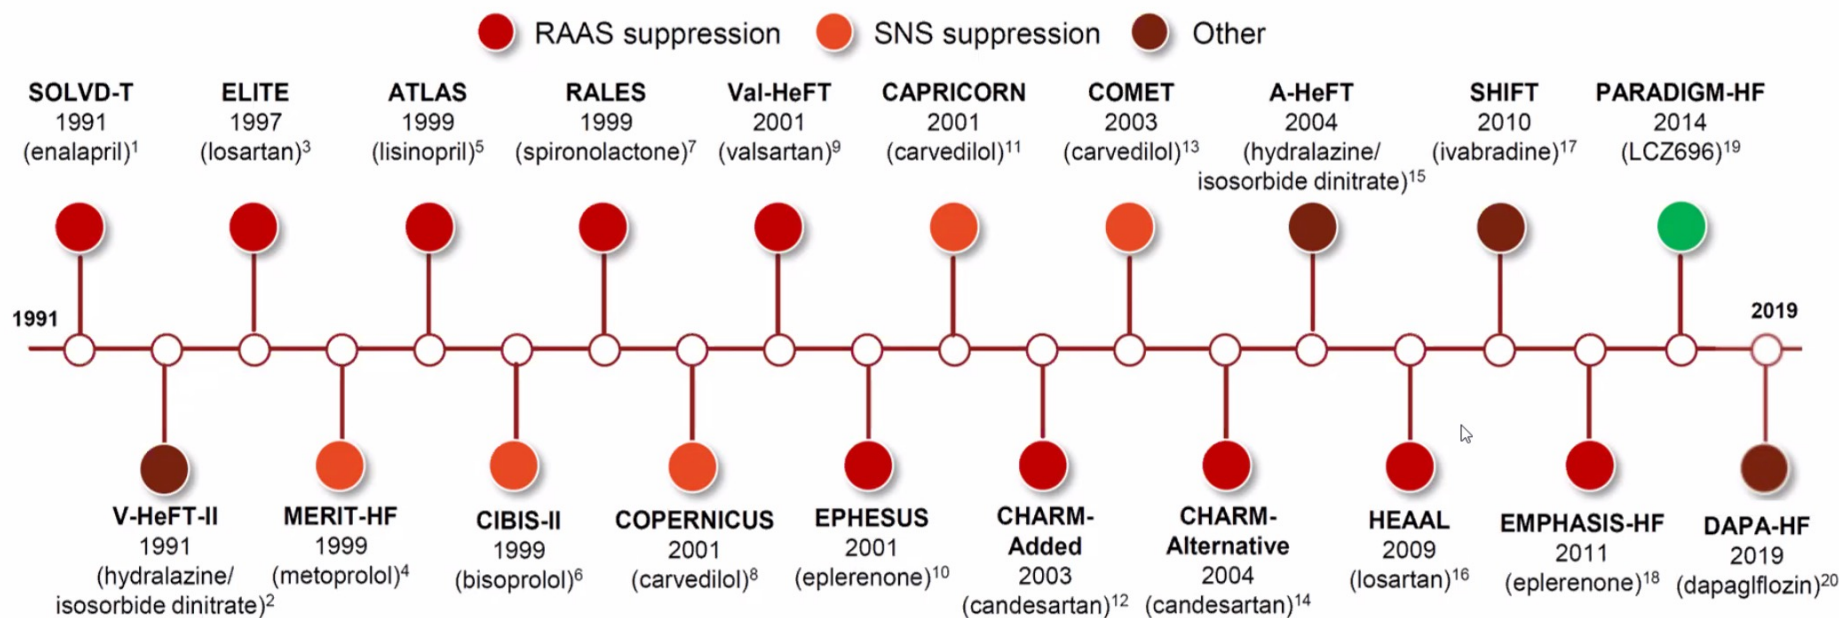 RAAS suppression
SNS suppression
Other
SOLVD-T
1991
(enalapril)1
ELITE
1997
(losartan)3
ATLAS
1999
(lisinopril)5
RALES
1999
(spironolactone)7
Val-HeFT
2001
(valsartan)9
CAPRICORN
2001
(carvedilol)11
COMET
2003
(carvedilol)13
A-HeFT
2004
(hydralazine/
isosorbide dinitrate)15
SHIFT
2010
(ivabradine)17
PARADIGM-HF
2014
(LCZ696)19
1991
2019
V-HeFT-II
1991
(hydralazine/
isosorbide dinitrate)2
MERIT-HF
1999
(metoprolol)4
CIBIS-II
1999
(bisoprolol)6
COPERNICUS
2001
(carvedilol)8
EPHESUS
2001
(eplerenone)10
CHARM-
Added
2003
(candesartan)12
CHARM-
Alternative
2004
(candesartan)14
HEAAL
2009
(losartan)16
EMPHASIS-HF
2011
(eplerenone)18
DAPA-HF
2019
(dapaglflozin)20